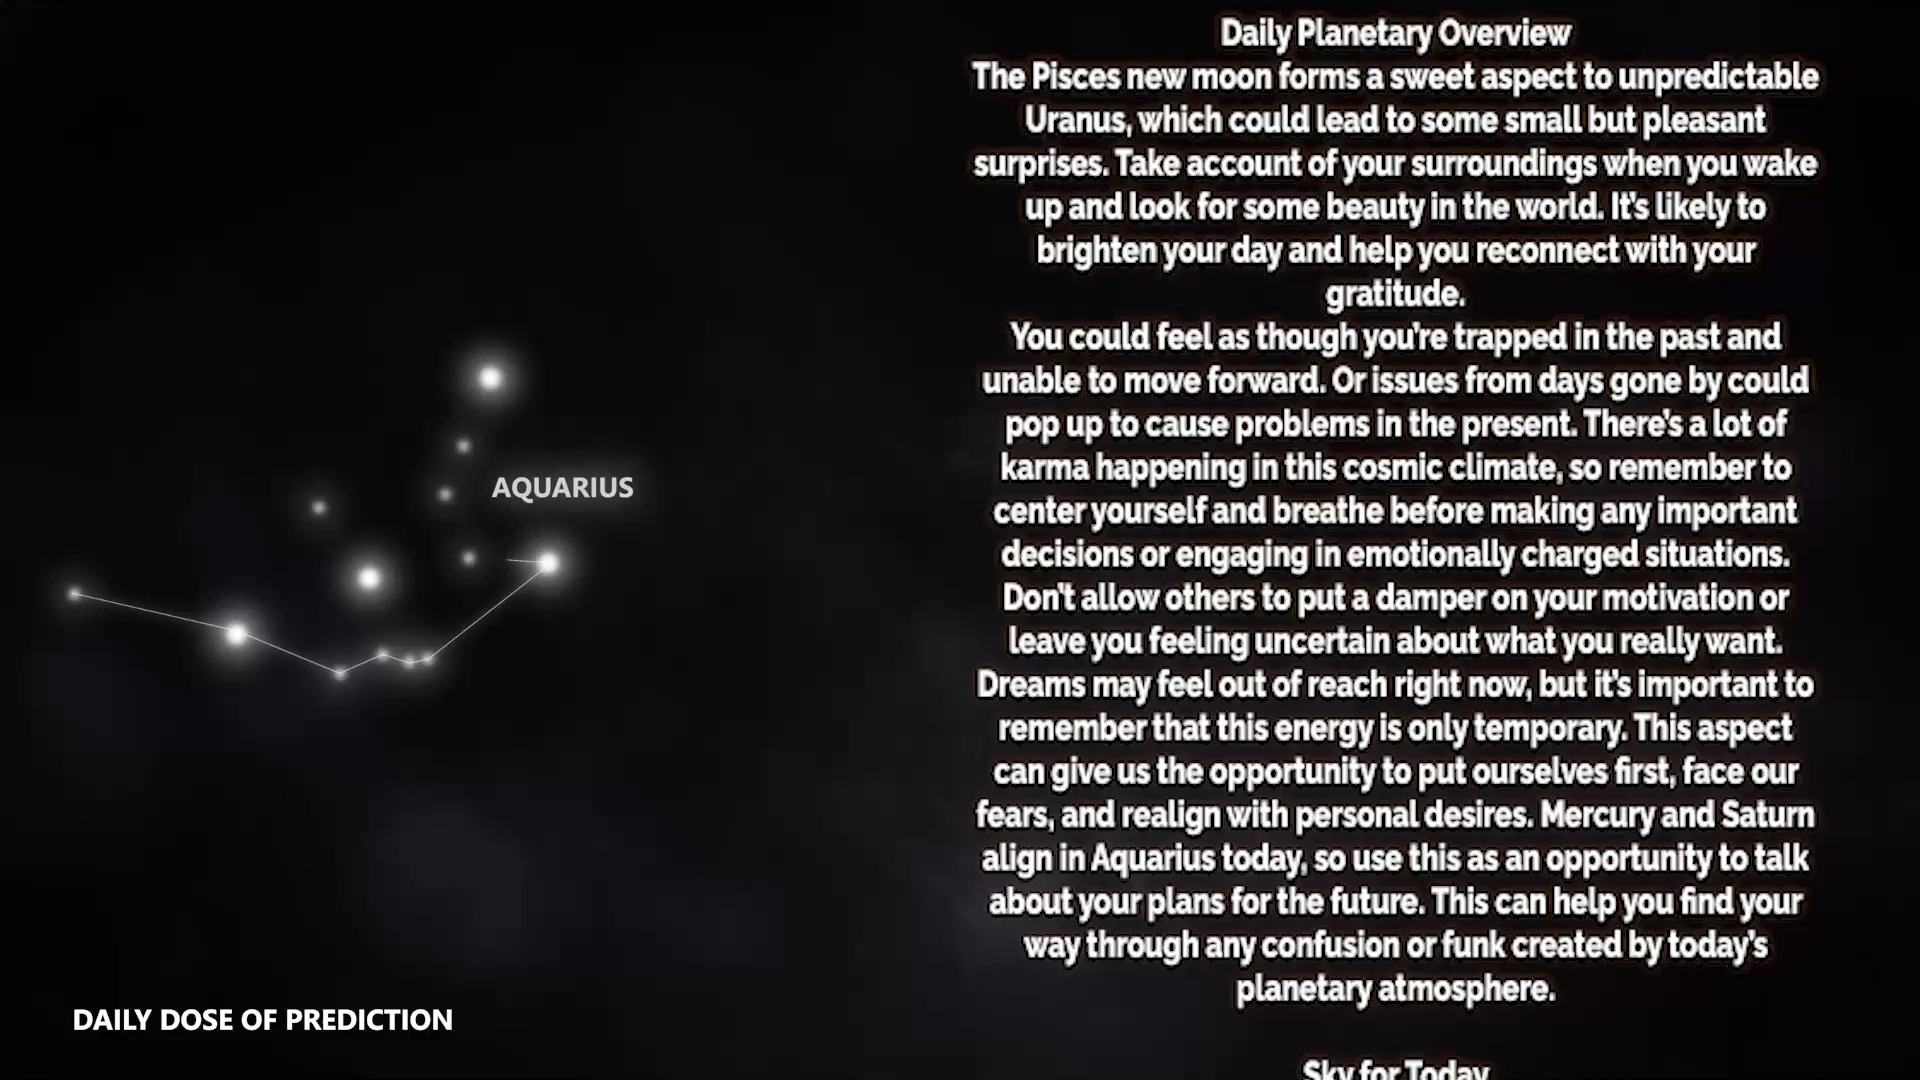 Daily Planetary Overview
The Pisces new moon forms a sweet aspect to unpredictable
Uranus, which could lead to some small but pleasant
surprises. Take account of your surroundings when you wake
up and look for some beauty in the world. It's likely to
brighten your day and help you reconnect with your
gratitude.
You could feel as though you're trapped in the past and
unable to move forward. Or issues from days gone by could
pop up to cause problems in the present. There's a lot of
karma happening in this cosmic climate, so remember to
center yourself and breathe before making any important
decisions or engaging in emotionally charged situations.
Don't allow others to put a damper on your motivation or
leave you feeling uncertain about what you really want.
Dreams may feel out of reach right now, but it's important to
remember that this energy is only temporary. This aspect
can give us the opportunity to put ourselves first, face our
fears, and realign with personal desires. Mercury and Saturn
align in Aquarius today, so use this as an opportunity to talk
about your plans for the future. This can help you find your
way through any confusion or funk created by today's
planetary atmosphere.
Sky for Today
AQUARIUS
DAILY DOSE OF PREDICTION